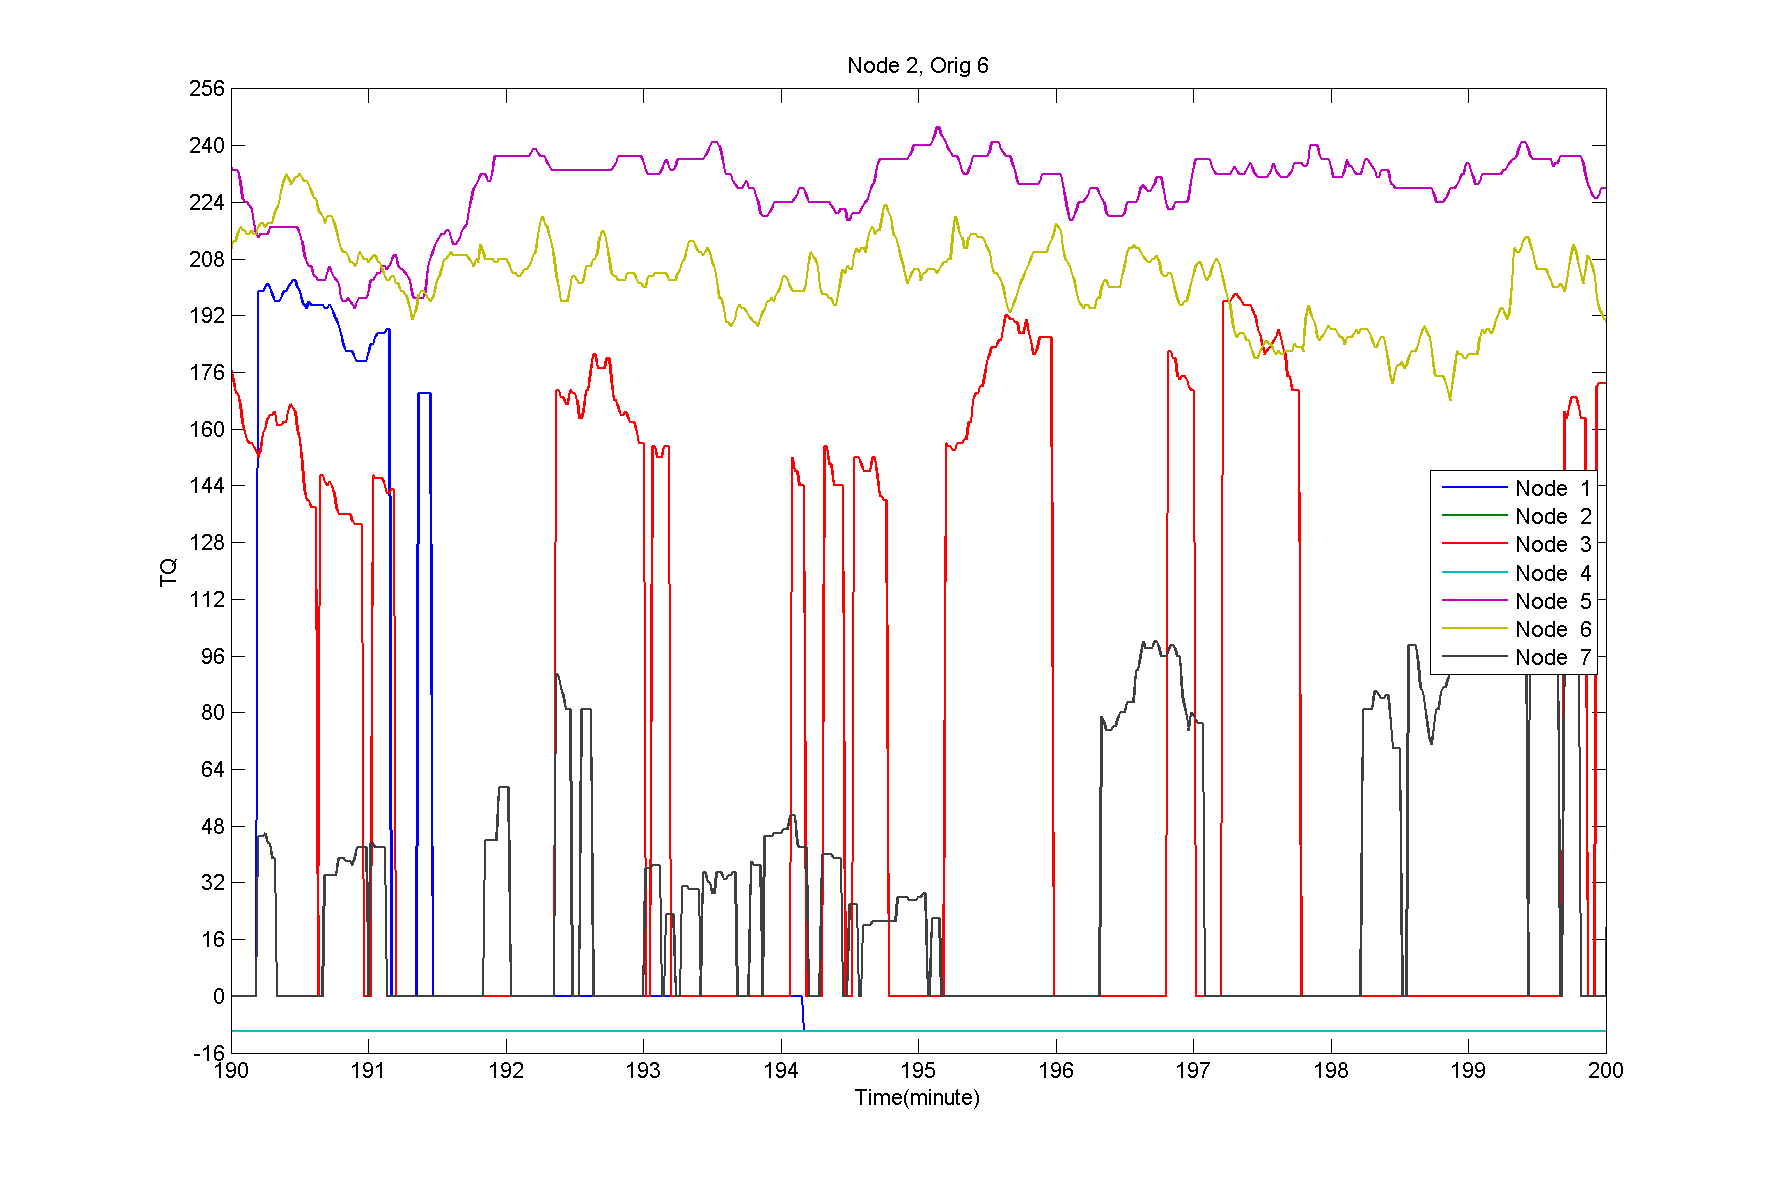 Node 2, Orig 6
256
240
224
208
192
176
160
144
128
112
96
80
64
48
32
16
0
-16
TQ
Node 1
Node 2
Node 3
Node 4
Node 5
Node 6
Node 7
190 191 192 193 194 195 196 197 198 199 200
Time(minute)